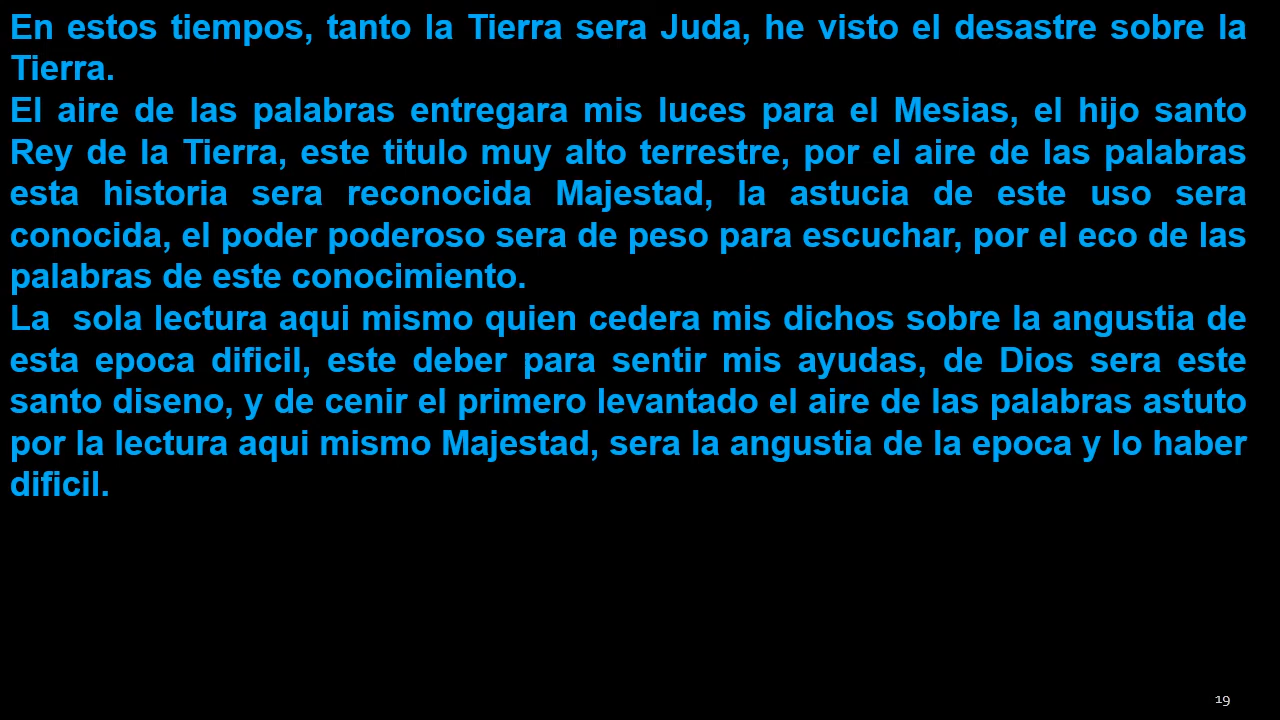 En estos tiempos, tanto la Tierra sera Juda, he visto el desastre sobre la
Tierra.
El aire de las palabras entregara mis luces para el Mesias, el hijo santo
Rey de la Tierra, este titulo muy alto terrestre, por el aire de las palabras
esta historia sera reconocida Majestad, la astucia de este uso sera
conocida, el poder poderoso sera de peso para escuchar, por el eco de las
palabras de este conocimiento.
La  sola lectura aqui mismo quien cedera mis dichos sobre la angustia de
esta epoca dificil, este deber para sentir mis ayudas, de Dios sera este
santo diseno, y de cenir el primero levantado el aire de las palabras astuto
por la lectura aqui mismo Majestad, sera la angustia de la epoca y lo haber
dificil.
19